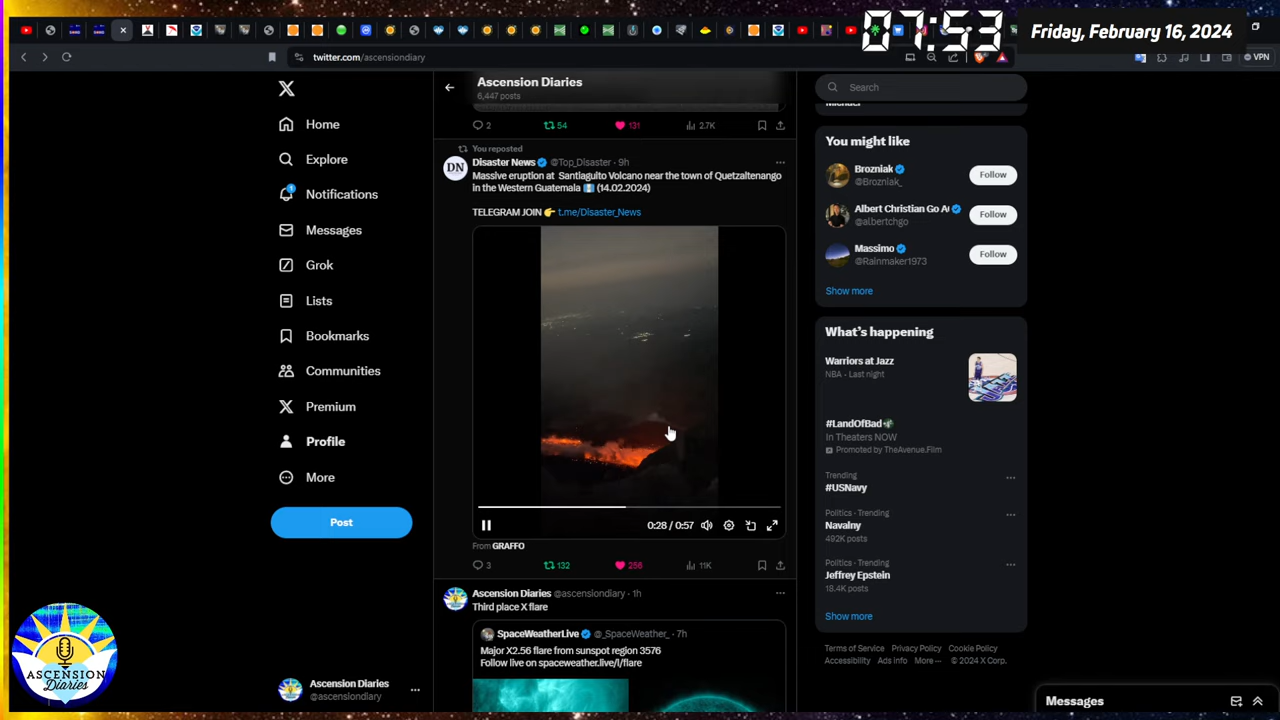 07:53
Friday, February 16, 2024
twitter.com/ascensiondiary
VPN
Home
Explore
Notifications
Messages
Grok
Lists
Bookmarks
Communities
Premium
Profile
More
Post
Ascension Diaries
@ascensiondiary
ASCENSION
Diaries
Ascension Diaries
6,447 posts
2 54 131 2.7K
You reposted
DN
Disaster News @Top_Disaster · 9h
Massive eruption at Santiaguito Volcano near the town of Quetzaltenango
in the Western Guatemala 🇬🇹 (14.02.2024)
TELEGRAM JOIN 👉 t.me/Disaster_News
0:28 / 0:57
From GRAFFO
3 132 256 11K
Ascension Diaries @ascensiondiary · 1h
Third place X flare
SpaceWeatherLive @_SpaceWeather_ · 7h
Major X2.56 flare from sunspot region 3576
Follow live on spaceweather.live/l/flare
Search
Michael
You might like
Brozniak
@Brozniak_
Follow
Albert Christian Go
@albertchgo
Follow
Massimo
@Rainmaker1973
Follow
Show more
What's happening
Warriors at Jazz
NBA · Last night
#LandOfBad
In Theaters NOW
Promoted by TheAvenue.Film
Trending
#USNavy
Politics · Trending
Navalny
492K posts
Politics · Trending
Jeffrey Epstein
18.4K posts
Show more
Terms of Service Privacy Policy Cookie Policy
Accessibility Ads info More ··· © 2024 X Corp.
Messages